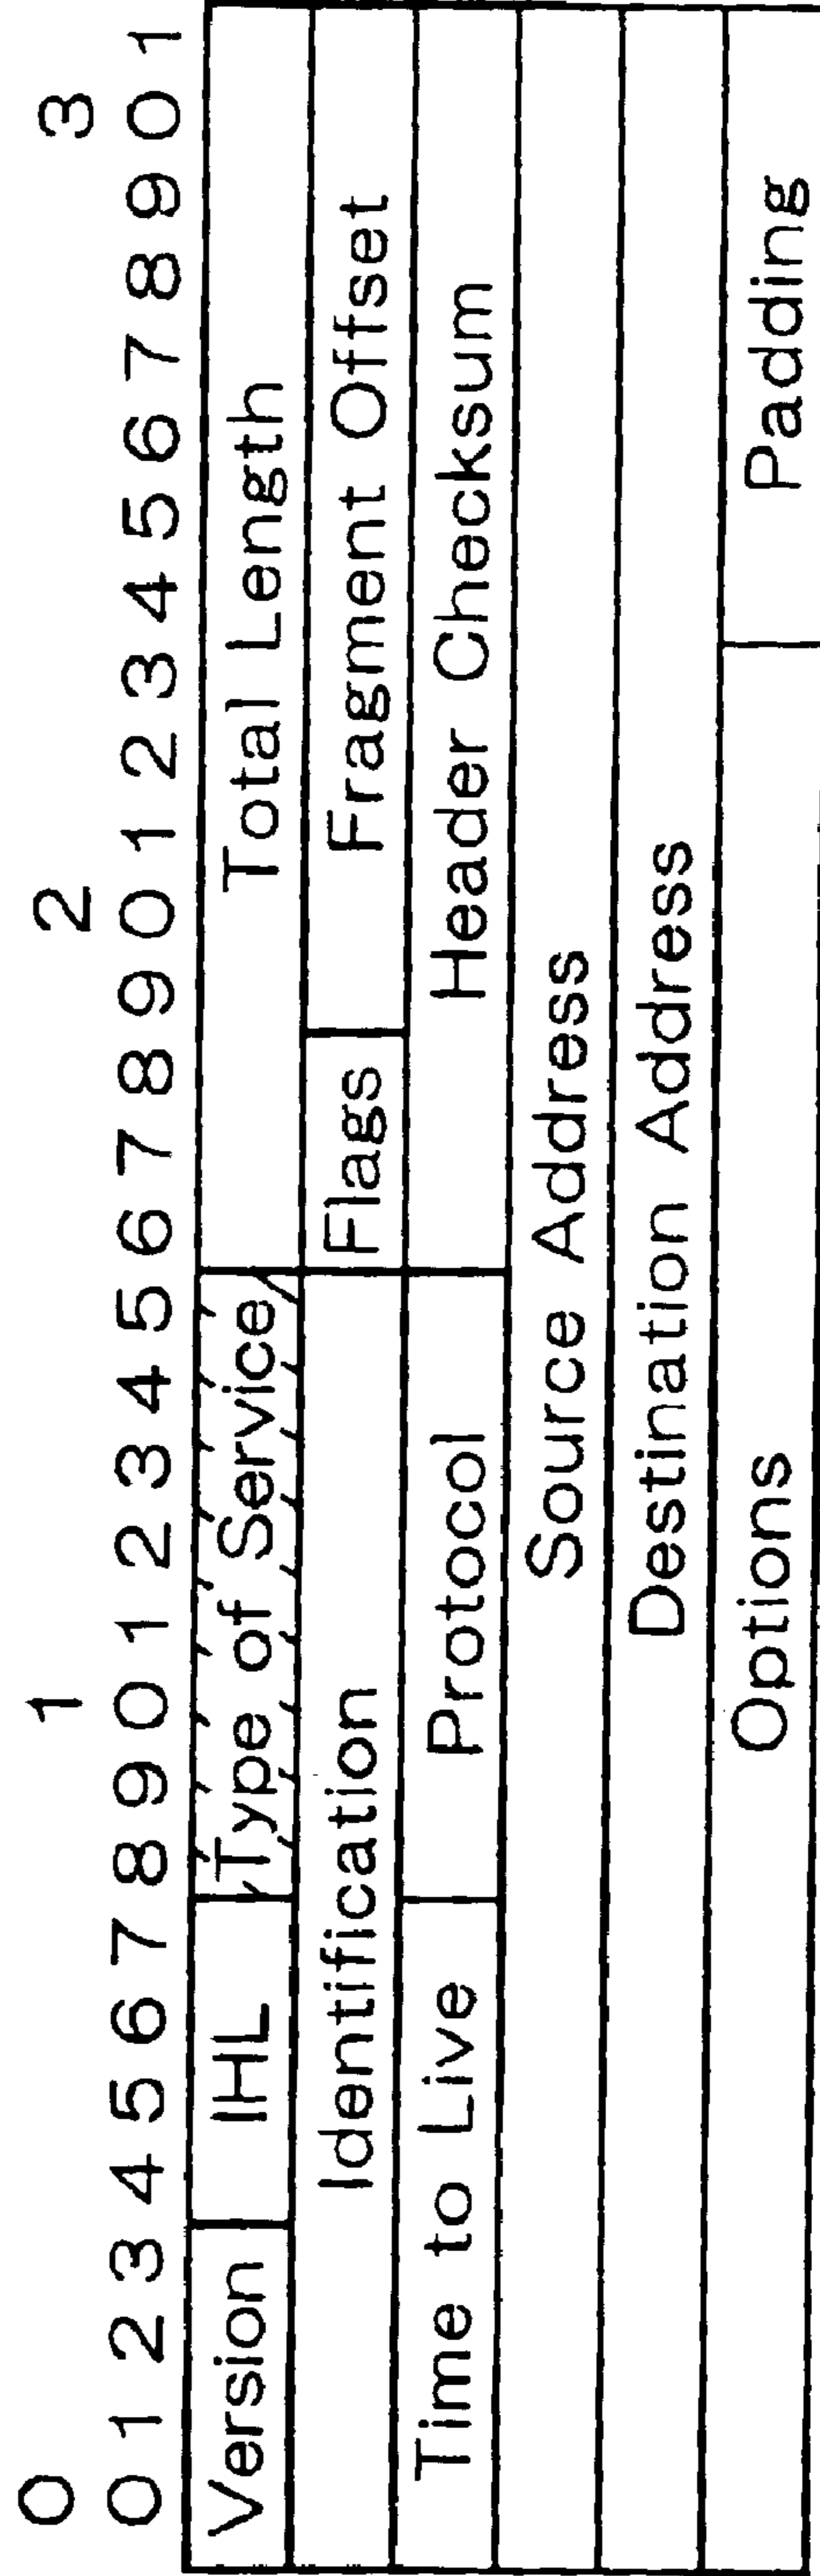 0 1 2 3
0 1 2 3 4 5 6 7 8 9 0 1 2 3 4 5 6 7 8 9 0 1 2 3 4 5 6 7 8 9 0 1
Version IHL Type of Service Total Length
Identification Flags Fragment Offset
Time to Live Protocol Header Checksum
Source Address
Destination Address
Options Padding